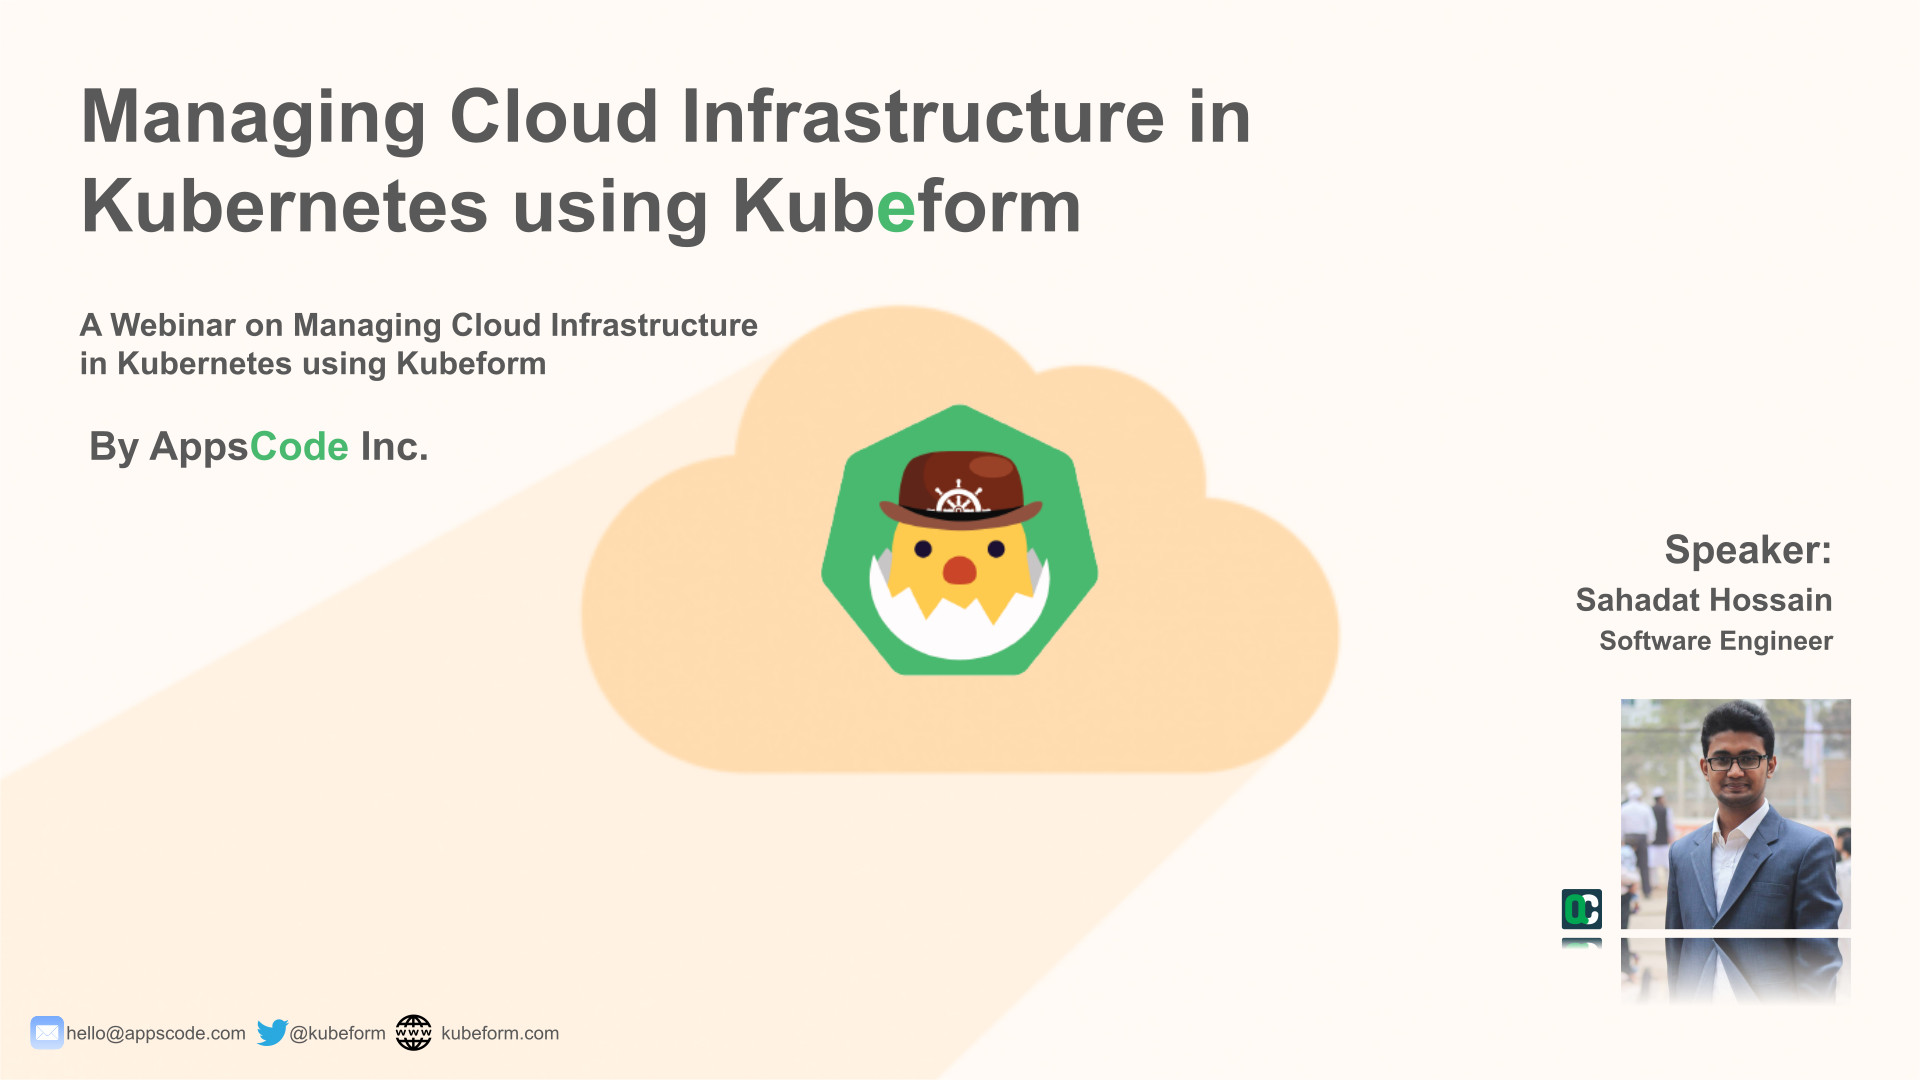 Managing Cloud Infrastructure in
Kubernetes using Kubeform
A Webinar on Managing Cloud Infrastructure
in Kubernetes using Kubeform
By AppsCode Inc.
Speaker:
Sahadat Hossain
Software Engineer
hello@appscode.com @kubeform www kubeform.com